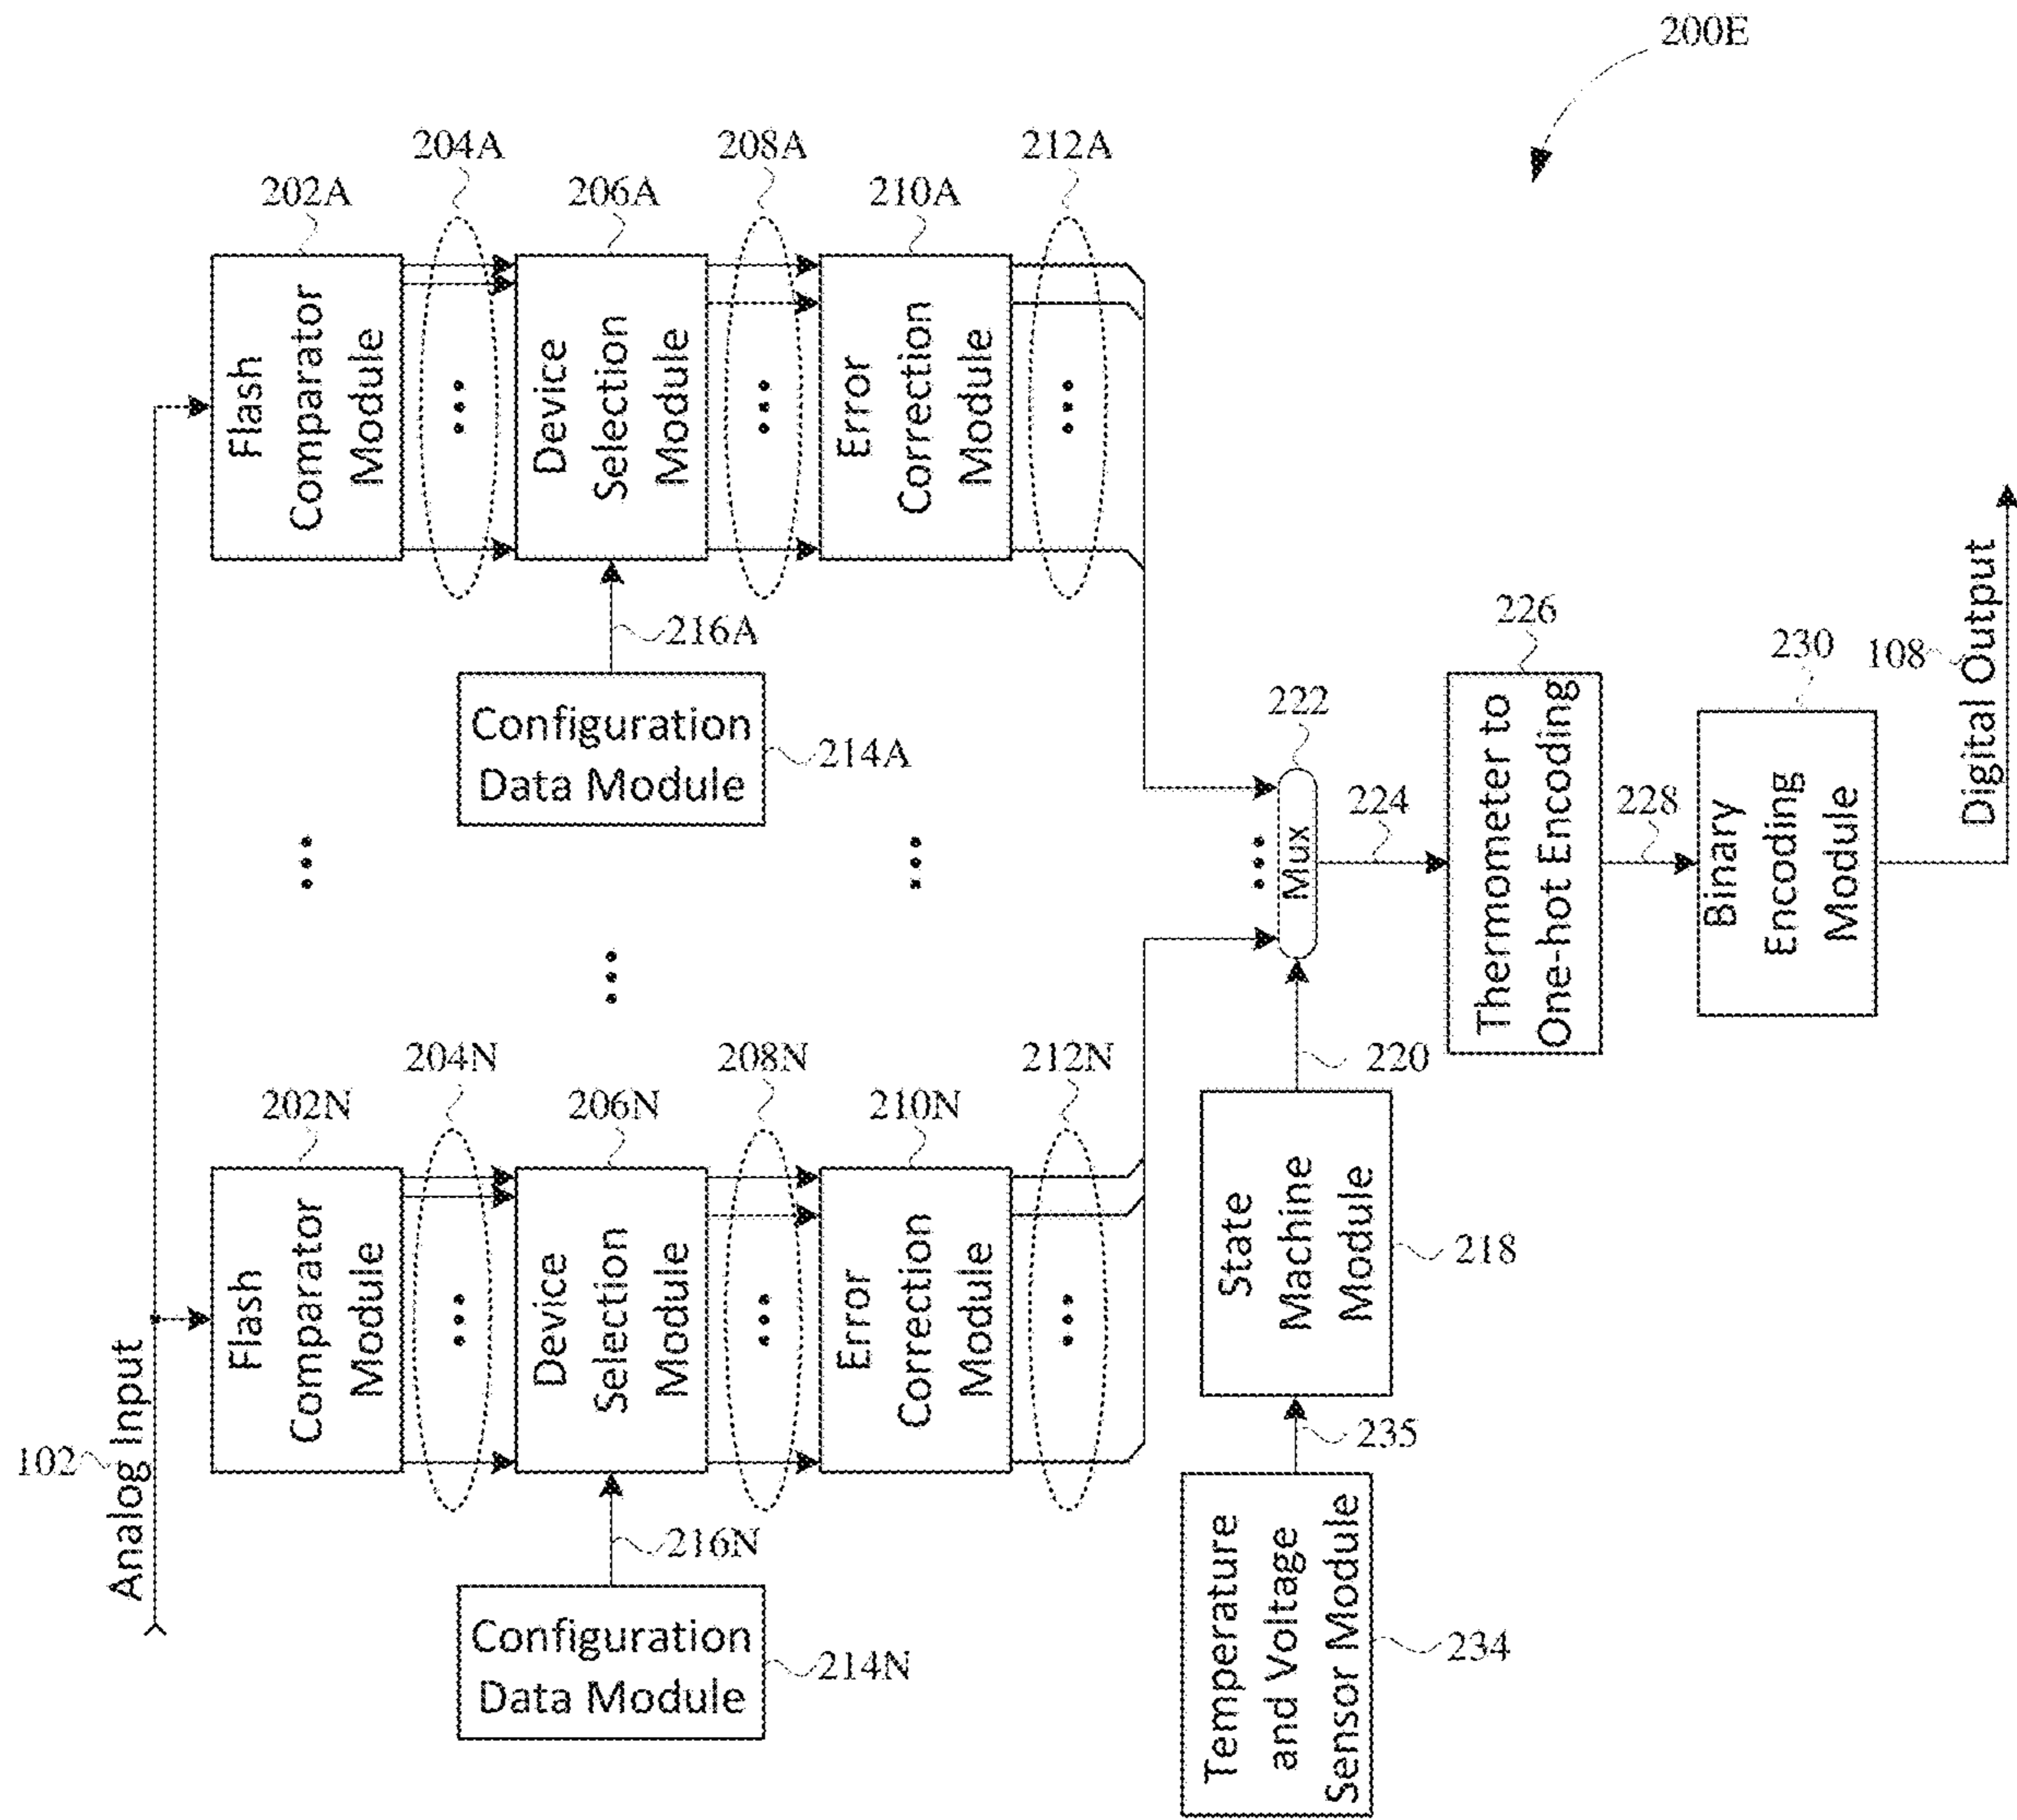 200E
204A
208A
212A
202A
206A
210A
Flash
Comparator
Module
Device
Selection
Module
Error
Correction
Module
216A
Configuration
Data Module
214A
222
Mux
224
226
Thermometer to
One-hot Encoding
228
230
Binary
Encoding
Module
108
Digital Output
204N
208N
212N
202N
206N
210N
Flash
Comparator
Module
Device
Selection
Module
Error
Correction
Module
220
State
Machine
Module
218
102
Analog Input
216N
Configuration
Data Module
214N
235
Temperature
and Voltage
Sensor Module
234